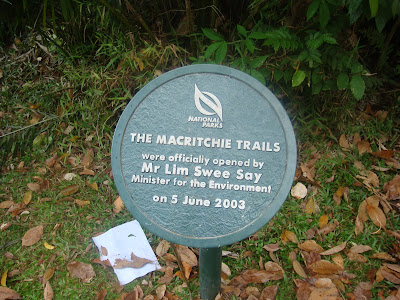 NATIONAL
PARKS
THE MACRITCHIE TRAILS
were officially opened by
Mr Lim Swee Say
Minister for the Environment
on 5 June 2003